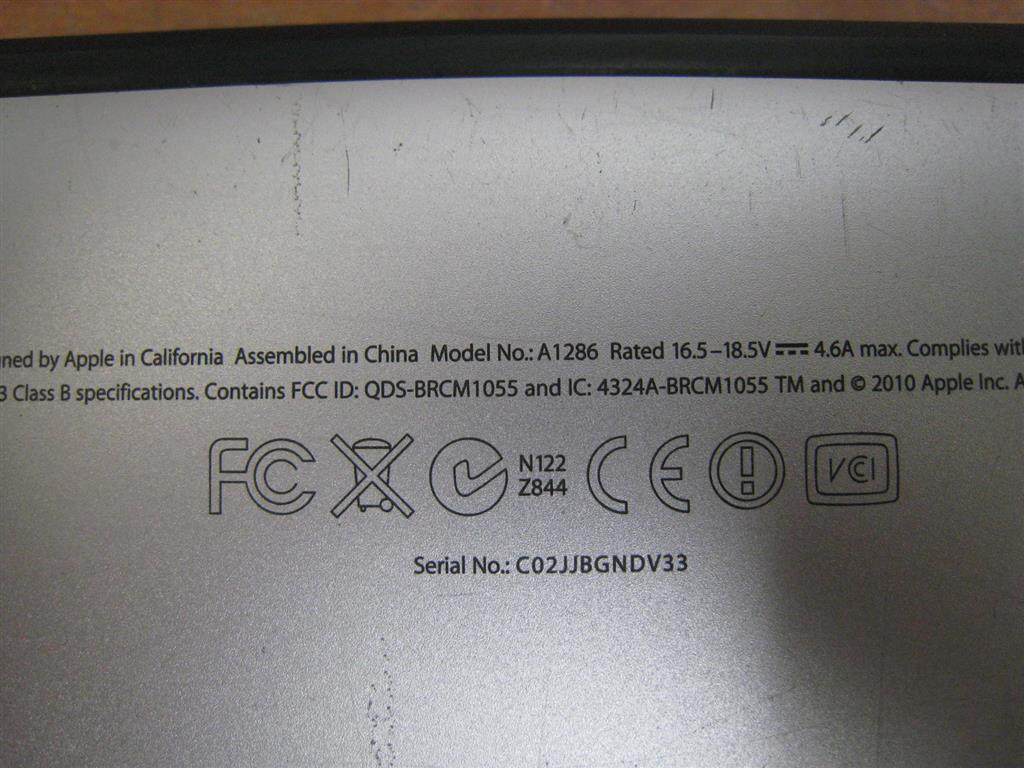 ned by Apple in California Assembled in China Model No.: A1286 Rated 16.5–18.5V⎓4.6A max. Complies with
3 Class B specifications. Contains FCC ID: QDS-BRCM1055 and IC: 4324A-BRCM1055 TM and © 2010 Apple Inc. A
FC N122 CE VCI
Z844
Serial No.: C02JJBGNDV33